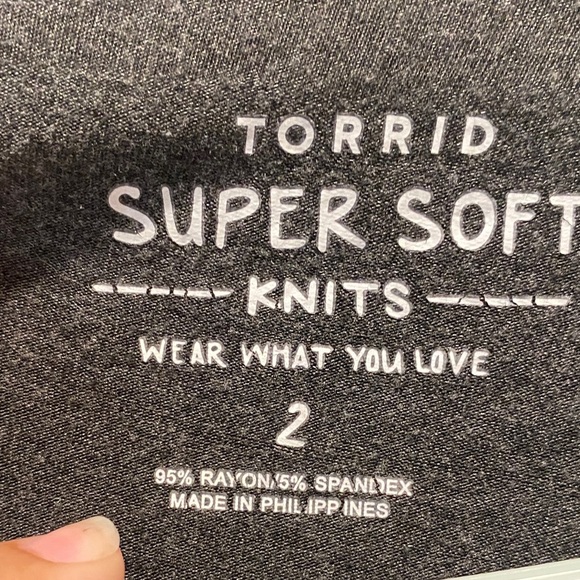 TORRID
SUPER SOFT
KNITS
WEAR WHAT YOU LOVE
2
95% RAYON/5% SPANDEX
MADE IN PHILIPPINES